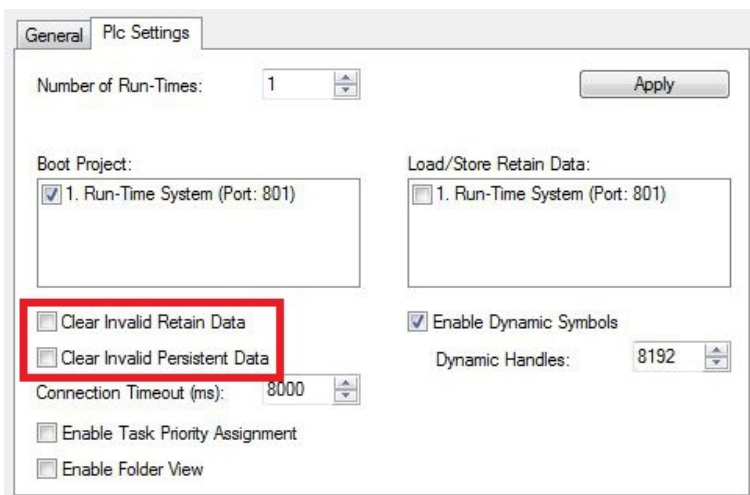 General Plc Settings
Number of Run-Times: 1 Apply
Boot Project: Load/Store Retain Data:
1. Run-Time System (Port: 801) 1. Run-Time System (Port: 801)
Clear Invalid Retain Data Enable Dynamic Symbols
Clear Invalid Persistent Data Dynamic Handles: 8192
Connection Timeout (ms): 8000
Enable Task Priority Assignment
Enable Folder View